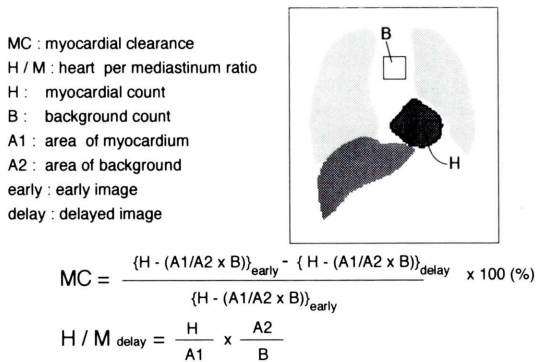 MC : myocardial clearance
H / M : heart per mediastinum ratio
H : myocardial count
B : background count
A1 : area of myocardium
A2 : area of background
early : early image
delay : delayed image
B
H
MC = {H - (A1/A2 x B)}early - { H - (A1/A2 x B)}delay x 100 (%)
{H - (A1/A2 x B)}early
H / M delay = H x A2
A1 B